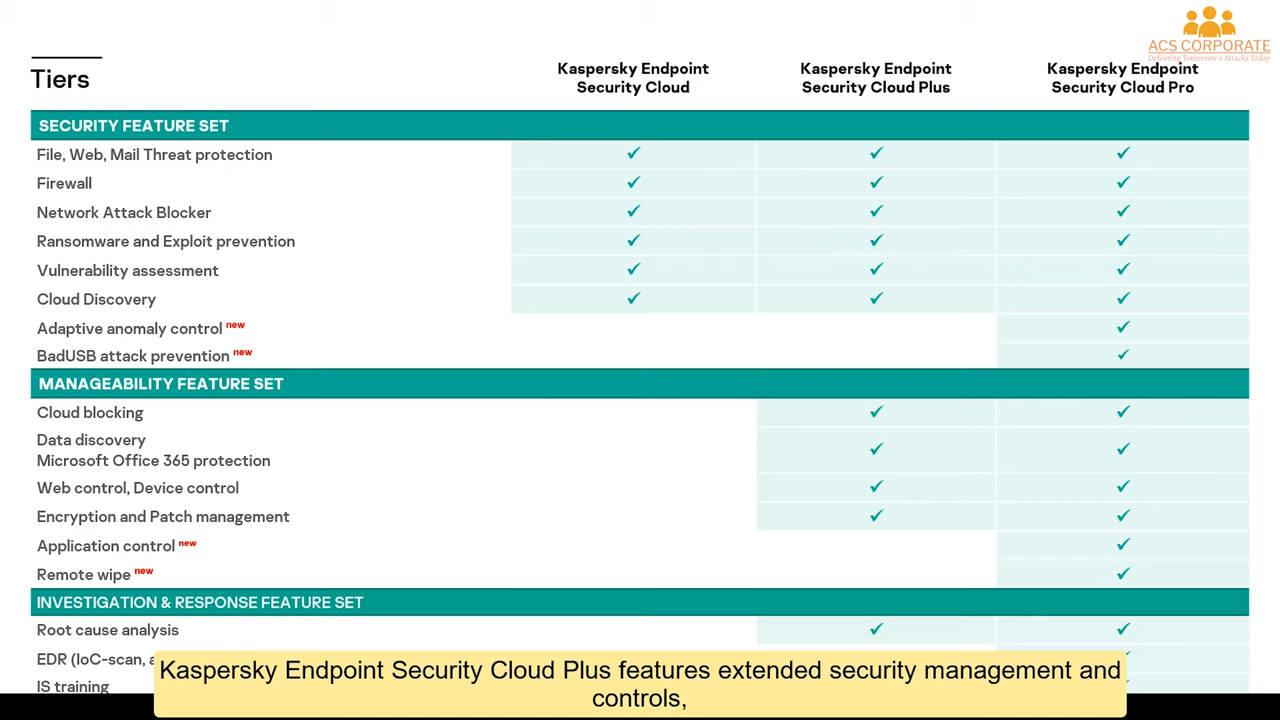 ACS CORPORATE
Defeating Tomorrow's Attacks Today
Tiers
Kaspersky Endpoint
Security Cloud
Kaspersky Endpoint
Security Cloud Plus
Kaspersky Endpoint
Security Cloud Pro
SECURITY FEATURE SET
File, Web, Mail Threat protection ✓ ✓ ✓
Firewall ✓ ✓ ✓
Network Attack Blocker ✓ ✓ ✓
Ransomware and Exploit prevention ✓ ✓ ✓
Vulnerability assessment ✓ ✓ ✓
Cloud Discovery ✓ ✓ ✓
Adaptive anomaly control new ✓
BadUSB attack prevention new ✓
MANAGEABILITY FEATURE SET
Cloud blocking ✓ ✓
Data discovery
Microsoft Office 365 protection ✓ ✓
Web control, Device control ✓ ✓
Encryption and Patch management ✓ ✓
Application control new ✓
Remote wipe new ✓
INVESTIGATION & RESPONSE FEATURE SET
Root cause analysis ✓ ✓
EDR (IoC-scan,
IS training
Kaspersky Endpoint Security Cloud Plus features extended security management and
controls,